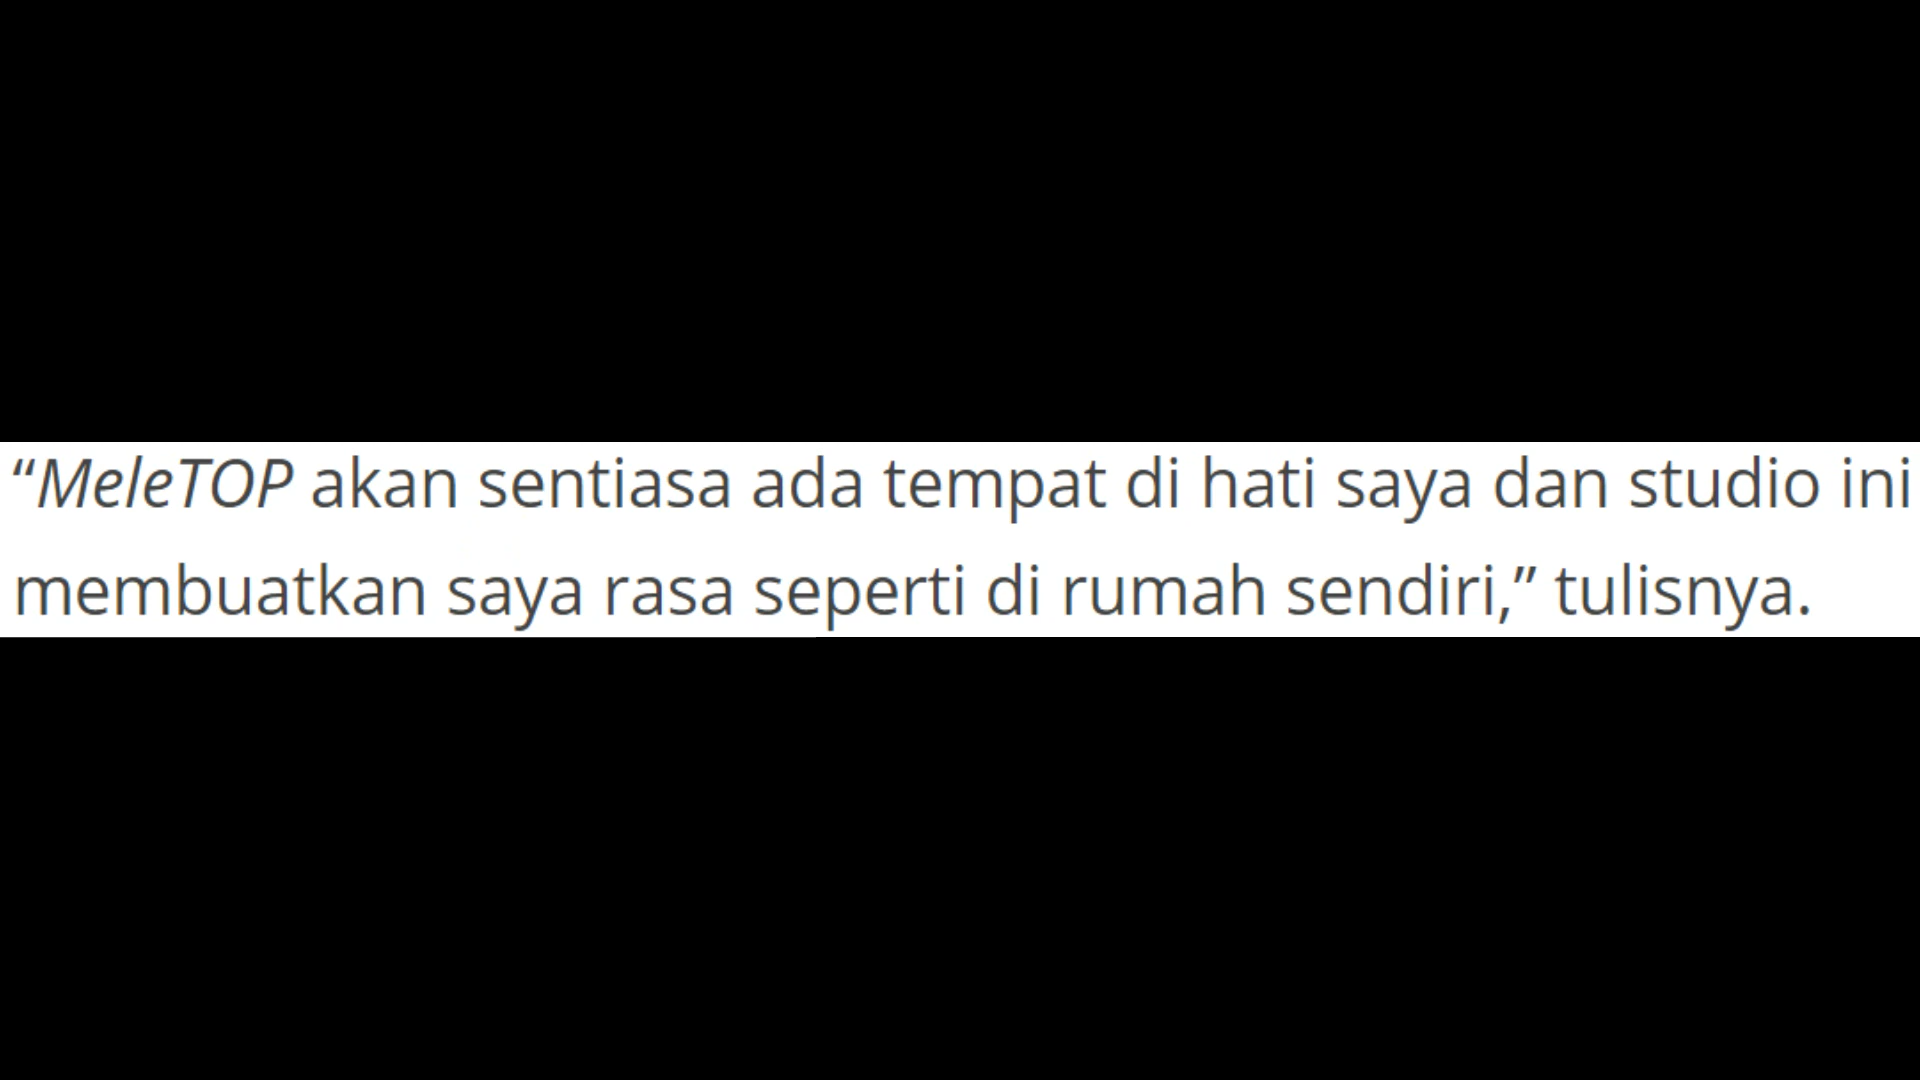 “MeleTOP akan sentiasa ada tempat di hati saya dan studio ini
membuatkan saya rasa seperti di rumah sendiri,” tulisnya.